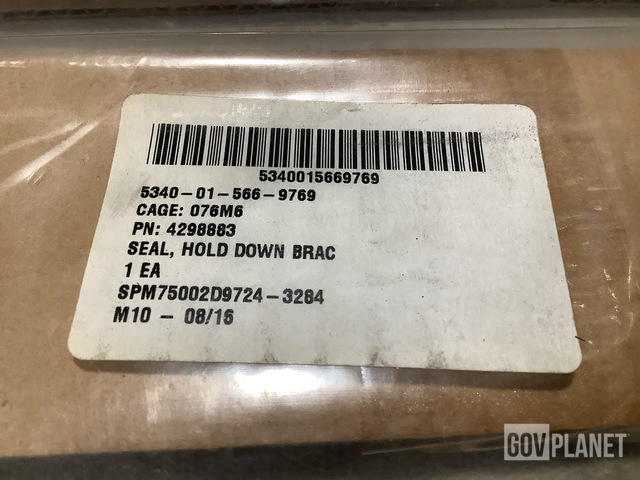 5340015669769
5340-01-566-9769
CAGE: 076M6
PN: 4298883
SEAL, HOLD DOWN BRAC
1 EA
SPM75002D9724-3284
M10 - 08/16
GOVPLANET